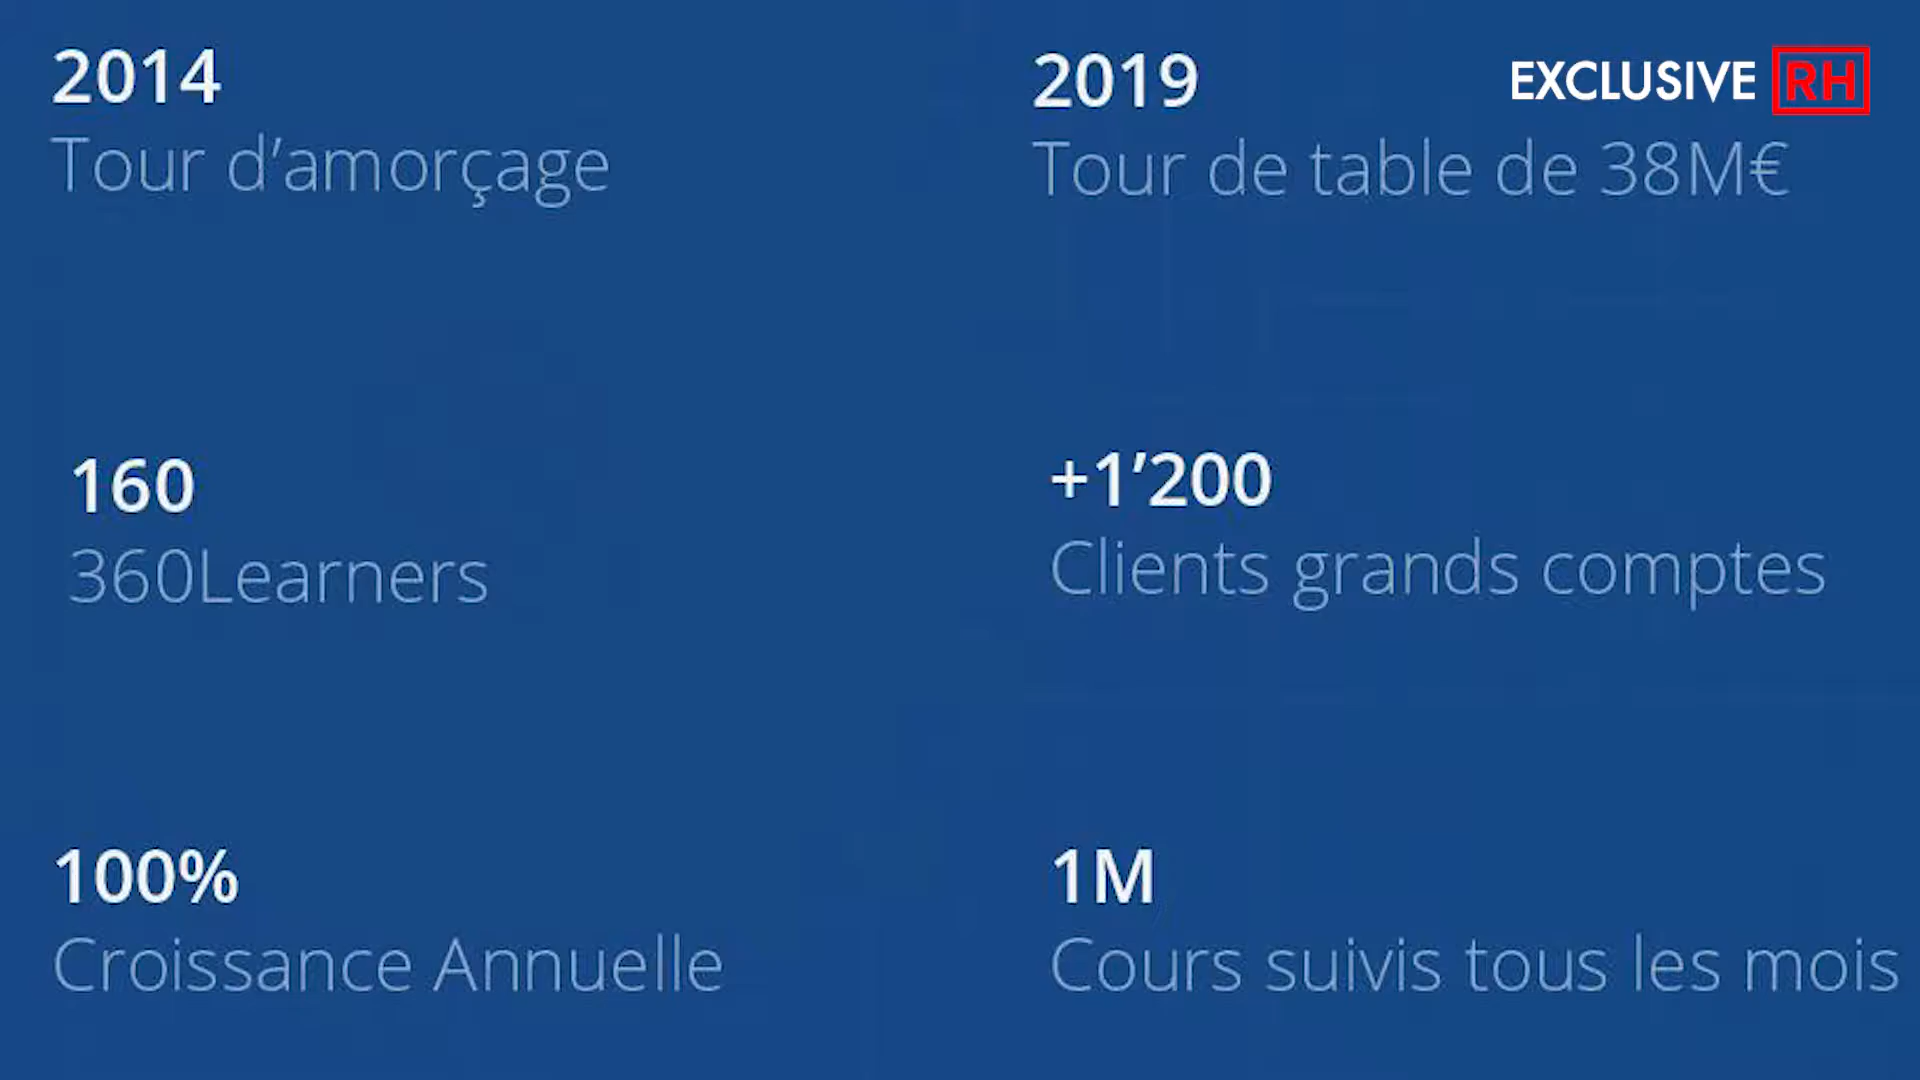 2014
Tour d’amorçage
2019
Tour de table de 38M€
EXCLUSIVE RH
160
360Learners
+1’200
Clients grands comptes
100%
Croissance Annuelle
1M
Cours suivis tous les mois